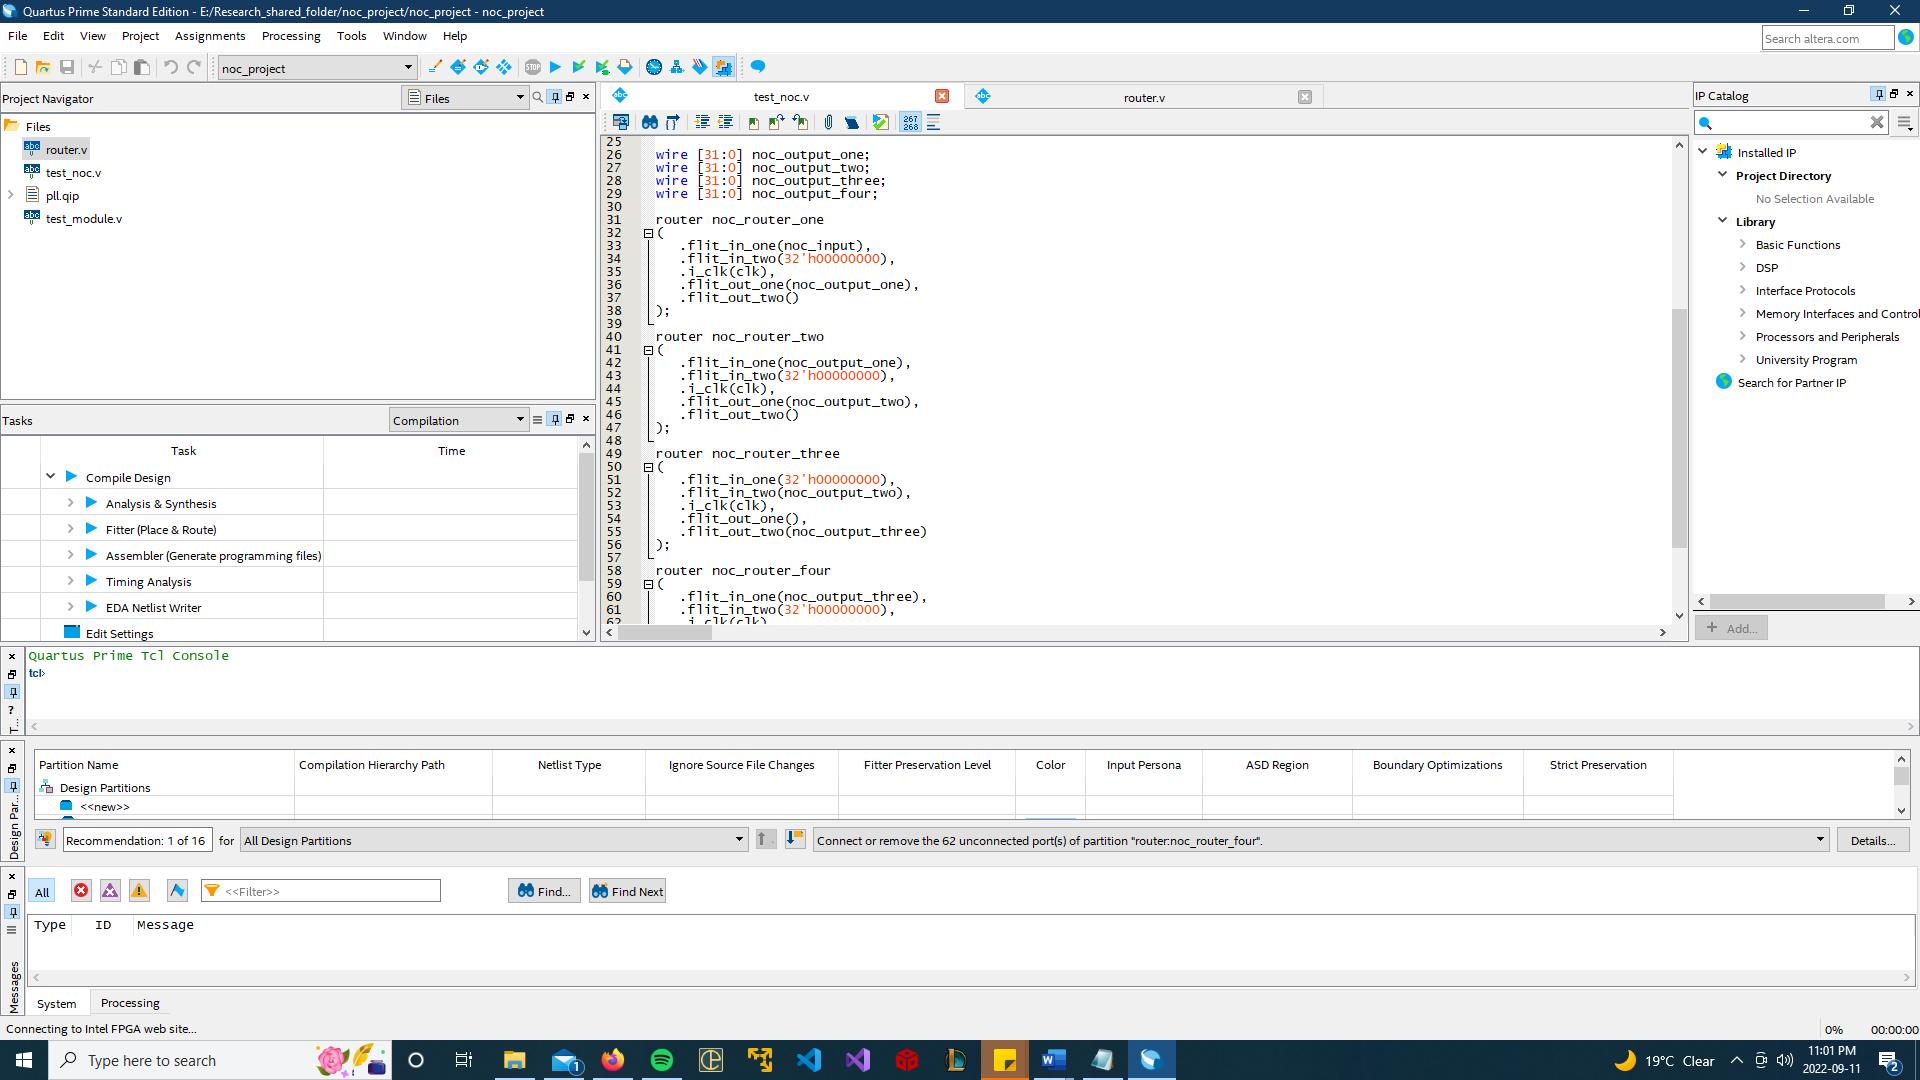 Quartus Prime Standard Edition - E:/Research_shared_folder/noc_project/noc_project - noc_project
File Edit View Project Assignments Processing Tools Window Help
Search altera.com
noc_project
Project Navigator
Files
Files
router.v
test_noc.v
pll.qip
test_module.v
Tasks
Compilation
Task Time
Compile Design
Analysis & Synthesis
Fitter (Place & Route)
Assembler (Generate programming files)
Timing Analysis
EDA Netlist Writer
Edit Settings
test_noc.v
router.v
267
268
25
26 wire [31:0] noc_output_one;
27 wire [31:0] noc_output_two;
28 wire [31:0] noc_output_three;
29 wire [31:0] noc_output_four;
30
31 router noc_router_one
32 (
33 .flit_in_one(noc_input),
34 .flit_in_two(32'h00000000),
35 .i_clk(clk),
36 .flit_out_one(noc_output_one),
37 .flit_out_two()
38 );
39
40 router noc_router_two
41 (
42 .flit_in_one(noc_output_one),
43 .flit_in_two(32'h00000000),
44 .i_clk(clk),
45 .flit_out_one(noc_output_two),
46 .flit_out_two()
47 );
48
49 router noc_router_three
50 (
51 .flit_in_one(32'h00000000),
52 .flit_in_two(noc_output_two),
53 .i_clk(clk),
54 .flit_out_one(),
55 .flit_out_two(noc_output_three)
56 );
57
58 router noc_router_four
59 (
60 .flit_in_one(noc_output_three),
61 .flit_in_two(32'h00000000),
62 .i_clk(clk)
IP Catalog
Installed IP
Project Directory
No Selection Available
Library
Basic Functions
DSP
Interface Protocols
Memory Interfaces and Control
Processors and Peripherals
University Program
Search for Partner IP
+ Add...
Quartus Prime Tcl Console
tcl>
T...
Partition Name Compilation Hierarchy Path Netlist Type Ignore Source File Changes Fitter Preservation Level Color Input Persona ASD Region Boundary Optimizations Strict Preservation
Design Partitions
<<new>>
Design Par...
Recommendation: 1 of 16 for All Design Partitions Connect or remove the 62 unconnected port(s) of partition "router:noc_router_four". Details...
All <<Filter>> Find... Find Next
Type ID Message
Messages
System Processing
Connecting to Intel FPGA web site...
0% 00:00:00
Type here to search
1
19°C Clear
11:01 PM
2022-09-11
2